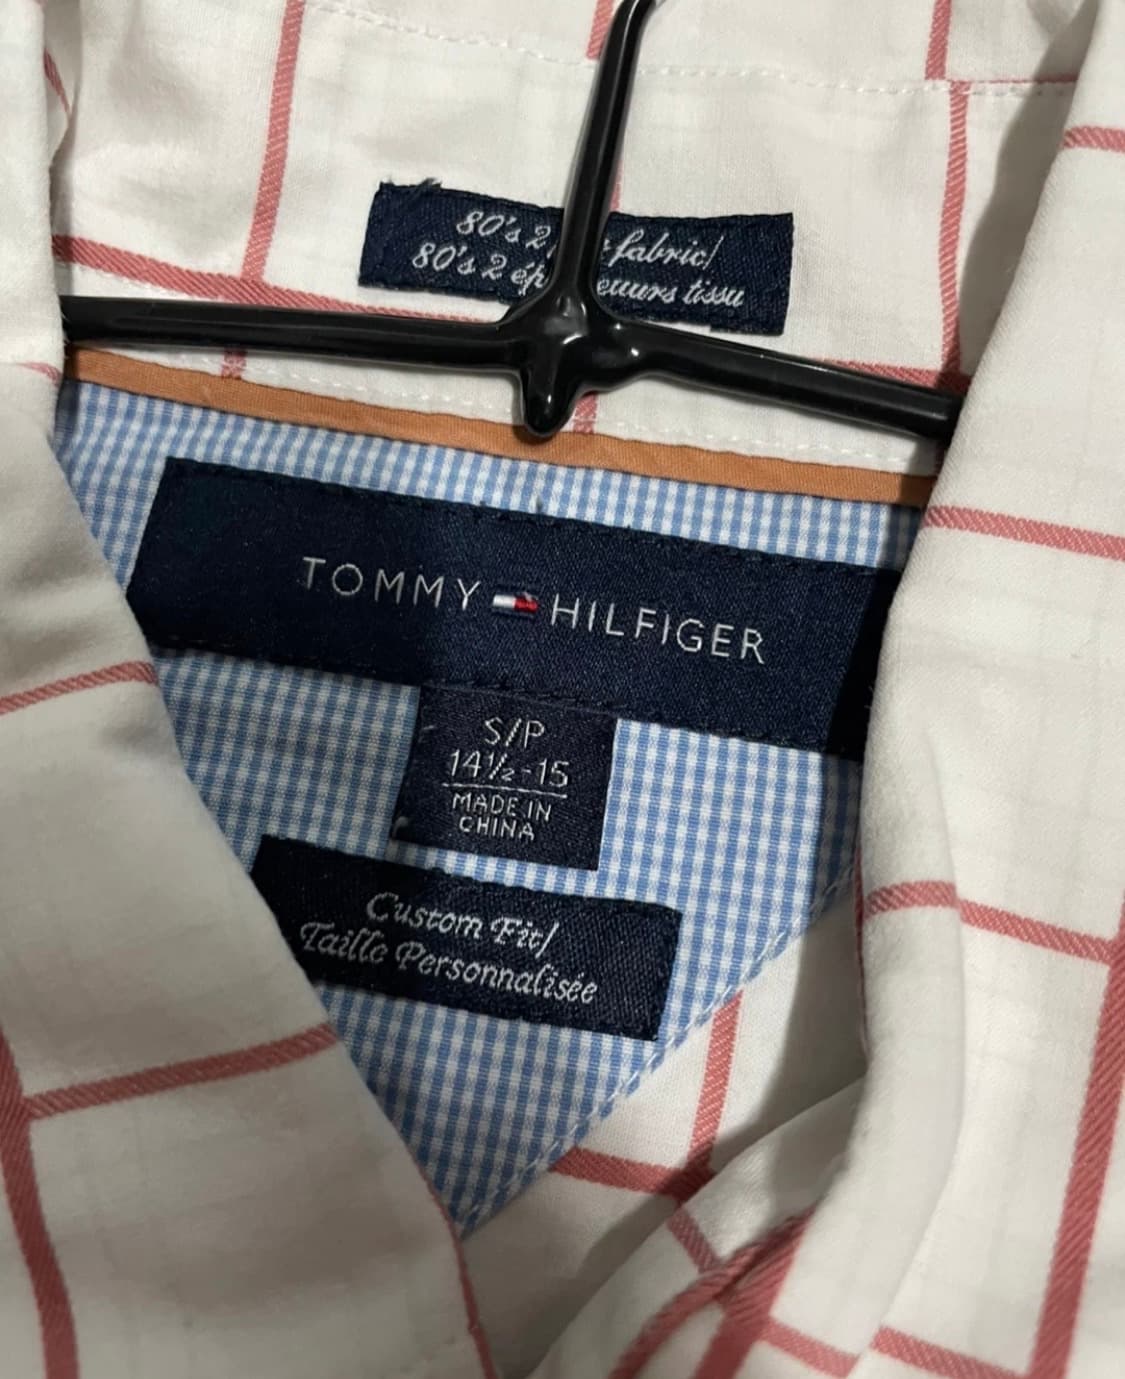 80's 2 fabric/
80's 2 tissu
TOMMY HILFIGER
S/P
14½-15
MADE IN
CHINA
Custom Fit/
Taille Personnalisée